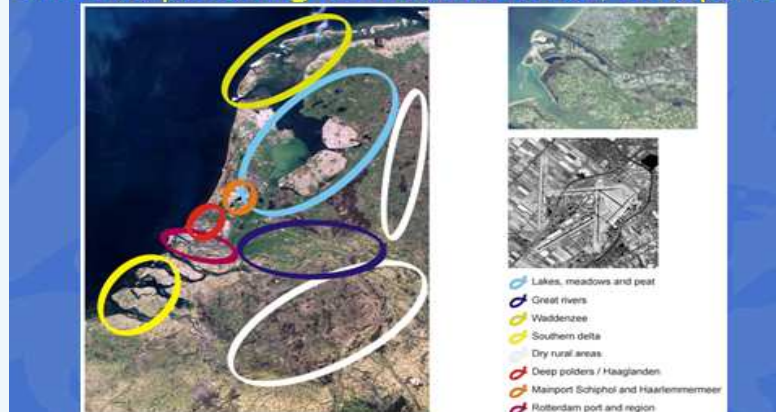 Lakes, meadows and peat
Great rivers
Waddenzee
Southern delta
Dry rural areas
Deep polders / Haaglanden
Mainport Schiphol and Haarlemmermeer
Rotterdam port and region